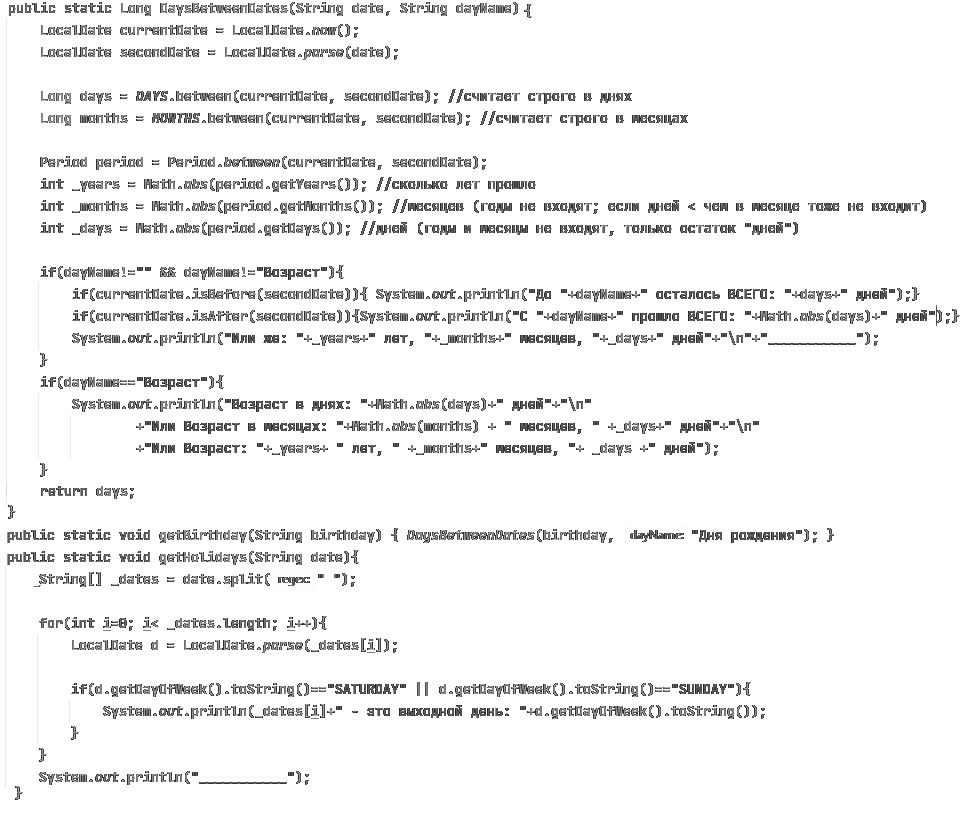 public static Long DaysBetweenDates(String date, String dayName) {
LocalDate currentDate = LocalDate.now();
LocalDate secondDate = LocalDate.parse(date);
Long days = DAYS.between(currentDate, secondDate); //считает строго в днях
Long months = MONTHS.between(currentDate, secondDate); //считает строго в месяцах
Period period = Period.between(currentDate, secondDate);
int _years = Math.abs(period.getYears()); //сколько лет прошло
int _months = Math.abs(period.getMonths()); //месяцев (годы не входят; если дней < чем в месяце тоже не входит)
int _days = Math.abs(period.getDays()); //дней (годы и месяцы не входят, только остаток "дней")
if(dayName!="" && dayName!="Возраст"){
if(currentDate.isBefore(secondDate)){ System.out.println("До "+dayName+" осталось ВСЕГО: "+days+" дней");}
if(currentDate.isAfter(secondDate)){System.out.println("С "+dayName+" прошло ВСЕГО: "+Math.abs(days)+" дней");}
System.out.println("Или же: "+_years+" лет, "+_months+" месяцев, "+_days+" дней"+"\n"+"___________");
}
if(dayName=="Возраст"){
System.out.println("Возраст в днях: "+Math.abs(days)+" дней"+"\n"
+"Или Возраст в месяцах: "+Math.abs(months) + " месяцев, " +_days+" дней"+"\n"
+"Или Возраст: "+_years+ " лет, " +_months+" месяцев, "+ _days +" дней");
}
return days;
}
public static void getBirthday(String birthday) { DaysBetweenDates(birthday, dayName: "Дня рождения"); }
public static void getHolidays(String date){
String[] _dates = date.split( regex: " ");
for(int i=0; i< _dates.length; i++){
LocalDate d = LocalDate.parse(_dates[i]);
if(d.getDayOfWeek().toString()=="SATURDAY" || d.getDayOfWeek().toString()=="SUNDAY"){
System.out.println(_dates[i]+" - это выходной день: "+d.getDayOfWeek().toString());
}
}
System.out.println("___________");
}